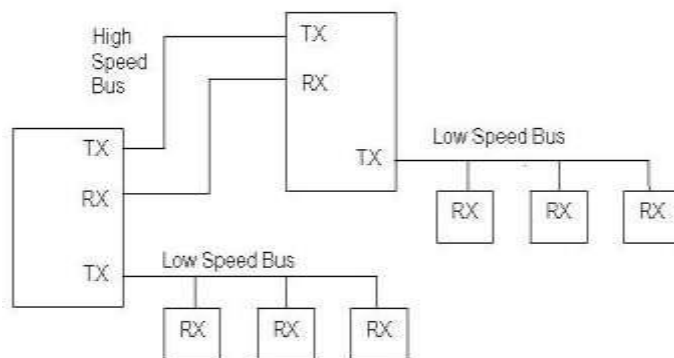 High
Speed
Bus
TX
RX
TX
Low Speed Bus
RX
RX
RX
TX
RX
TX
Low Speed Bus
RX
RX
RX